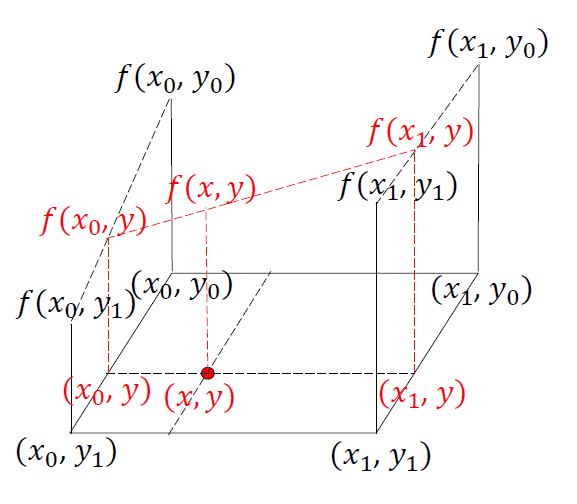 f(x₁, y₀)
f(x₀, y₀)
f(x₁, y)
f(x, y)
f(x₁, y₁)
f(x₀, y)
(x₀, y₀)
(x₁, y₀)
f(x₀, y₁)
(x₀, y)
(x, y)
(x₁, y)
(x₀, y₁)
(x₁, y₁)